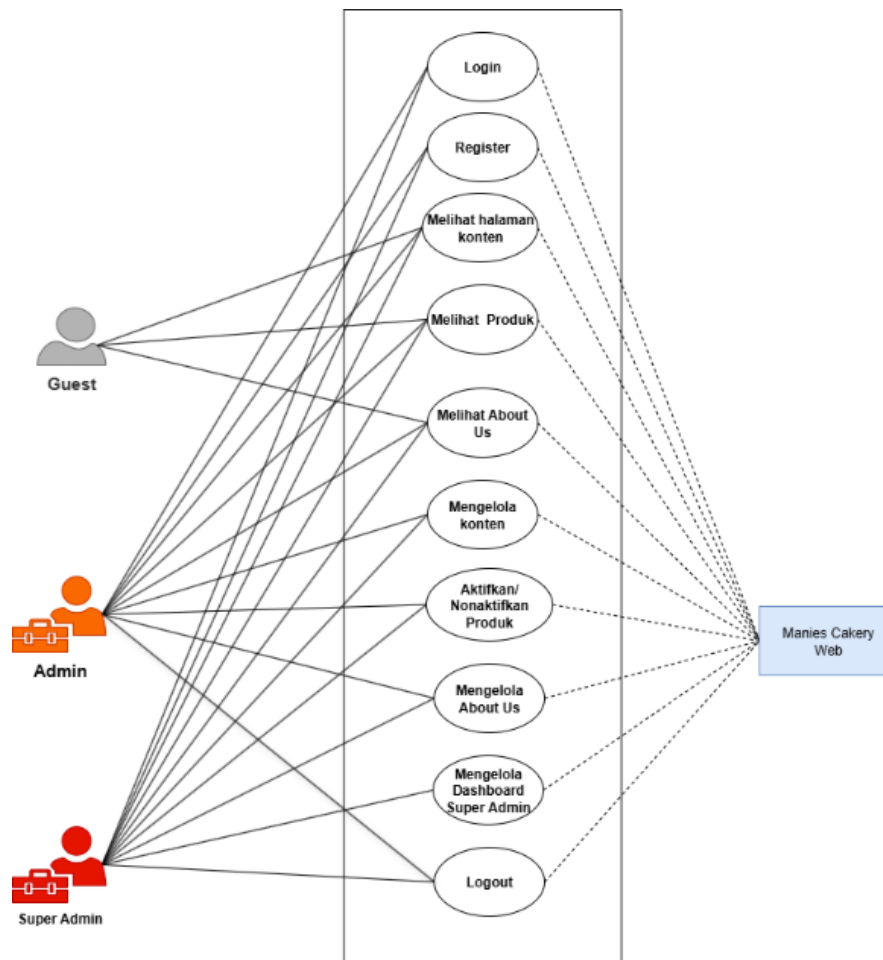 Login
Register
Melihat halaman
konten
Melihat Produk
Guest
Melihat About
Us
Mengelola
konten
Aktifkan/
Nonaktifkan
Produk
Manies Cakery
Web
Admin
Mengelola
About Us
Mengelola
Dashboard
Super Admin
Logout
Super Admin